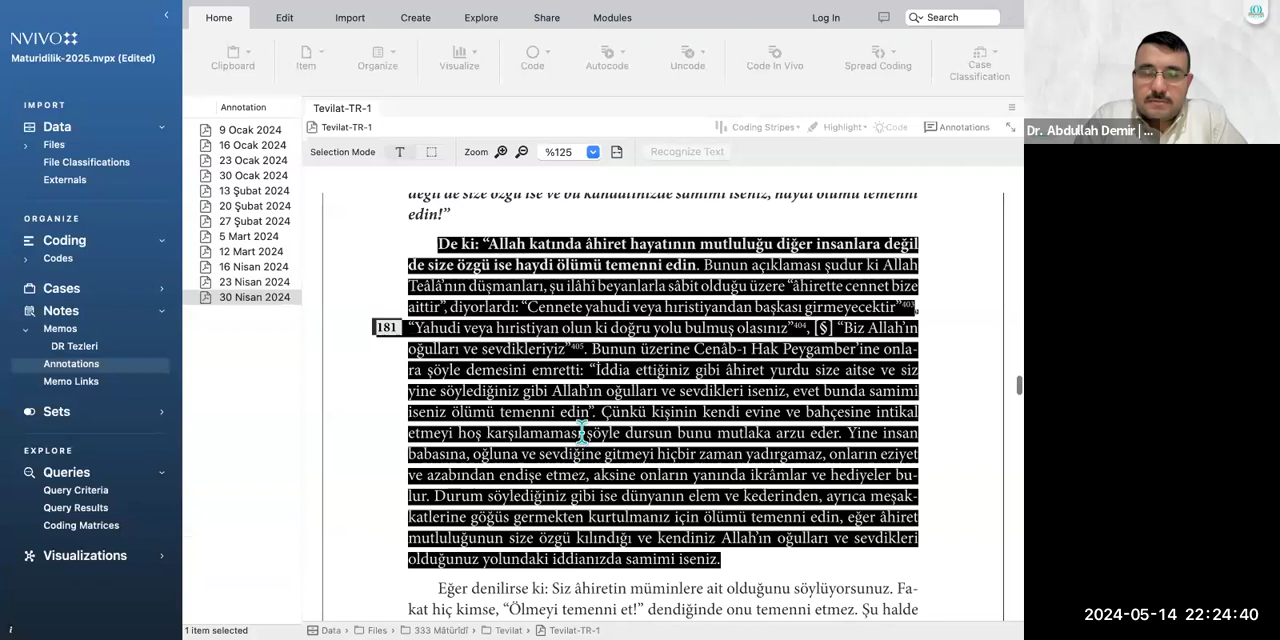 NVIVO
Maturidilik-2025.nvpx (Edited)
IMPORT
Data
Files
File Classifications
Externals
ORGANIZE
Coding
Codes
Cases
Notes
Memos
DR Tezleri
Annotations
Memo Links
Sets
EXPLORE
Queries
Query Criteria
Query Results
Coding Matrices
Visualizations
Home Edit Import Create Explore Share Modules Log In Search
Clipboard Item Organize Visualize Code Autocode Uncode Code In Vivo Spread Coding Case Classification
Annotation
9 Ocak 2024
16 Ocak 2024
23 Ocak 2024
30 Ocak 2024
13 Şubat 2024
20 Şubat 2024
27 Şubat 2024
5 Mart 2024
12 Mart 2024
16 Nisan 2024
23 Nisan 2024
30 Nisan 2024
1 item selected
Tevilat-TR-1
Tevilat-TR-1 Coding Stripes Highlight Code Annotations
Selection Mode T Zoom %125 Recognize Text
değil de size özgü ise ve bu kanaatinizde samimi iseniz, haydi ölümü temenni
edin!”
De ki: “Allah katında âhiret hayatının mutluluğu diğer insanlara değil
de size özgü ise haydi ölümü temenni edin. Bunun açıklaması şudur ki Allah
Teâlâ’nın düşmanları, şu ilâhî beyanlarla sâbit olduğu üzere “âhirette cennet bize
aittir”, diyorlardı: “Cennete yahudi veya hıristiyandan başkası girmeyecektir”403,
181 “Yahudi veya hıristiyan olun ki doğru yolu bulmuş olasınız”404, [§] “Biz Allah’ın
oğulları ve sevdikleriyiz”405. Bunun üzerine Cenâb-ı Hak Peygamber’ine onla-
ra şöyle demesini emretti: “İddia ettiğiniz gibi âhiret yurdu size aitse ve siz
yine söylediğiniz gibi Allah’ın oğulları ve sevdikleri iseniz, evet bunda samimi
iseniz ölümü temenni edin”. Çünkü kişinin kendi evine ve bahçesine intikal
etmeyi hoş karşılamaması şöyle dursun bunu mutlaka arzu eder. Yine insan
babasına, oğluna ve sevdiğine gitmeyi hiçbir zaman yadırgamaz, onların eziyet
ve azabından endişe etmez, aksine onların yanında ikrâmlar ve hediyeler bu-
lur. Durum söylediğiniz gibi ise dünyanın elem ve kederinden, ayrıca meşak-
katlerine göğüs germekten kurtulmanız için ölümü temenni edin, eğer âhiret
mutluluğunun size özgü kılındığı ve kendiniz Allah’ın oğulları ve sevdikleri
olduğunuz yolundaki iddianızda samimi iseniz.
Eğer denilirse ki: Siz âhiretin müminlere ait olduğunu söylüyorsunuz. Fa-
kat hiç kimse, “Ölmeyi temenni et!” dendiğinde onu temenni etmez. Şu halde
Data Files 333 Mâtürîdî Tevilat Tevilat-TR-1
Dr. Abdullah Demir | ...
2024-05-14 22:24:40